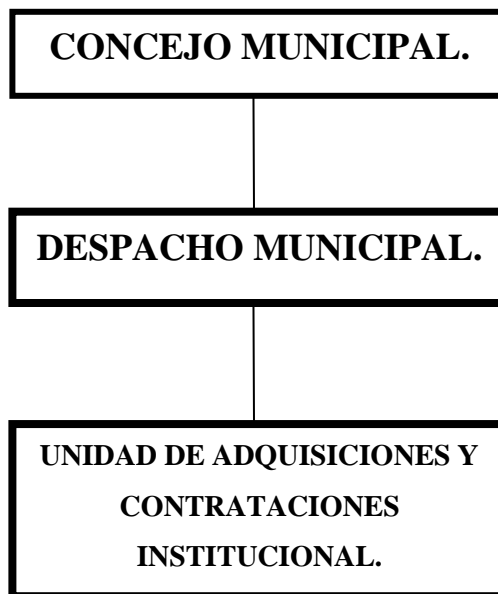 CONCEJO MUNICIPAL.
DESPACHO MUNICIPAL.
UNIDAD DE ADQUISICIONES Y
CONTRATACIONES
INSTITUCIONAL.